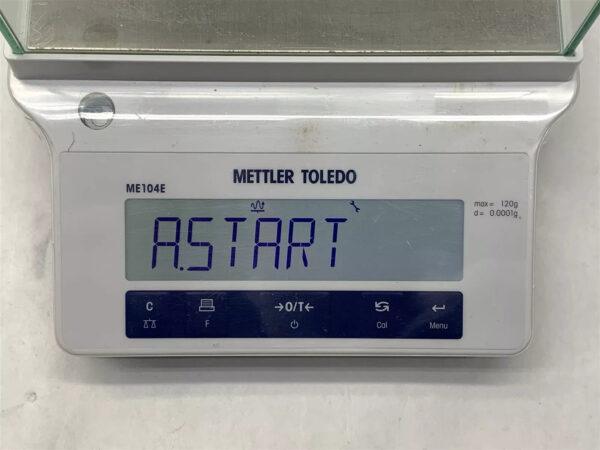 METTLER TOLEDO
ME104E
max= 120g
d= 0.0001g
A.START
C
F
→0/T←
Cal
Menu